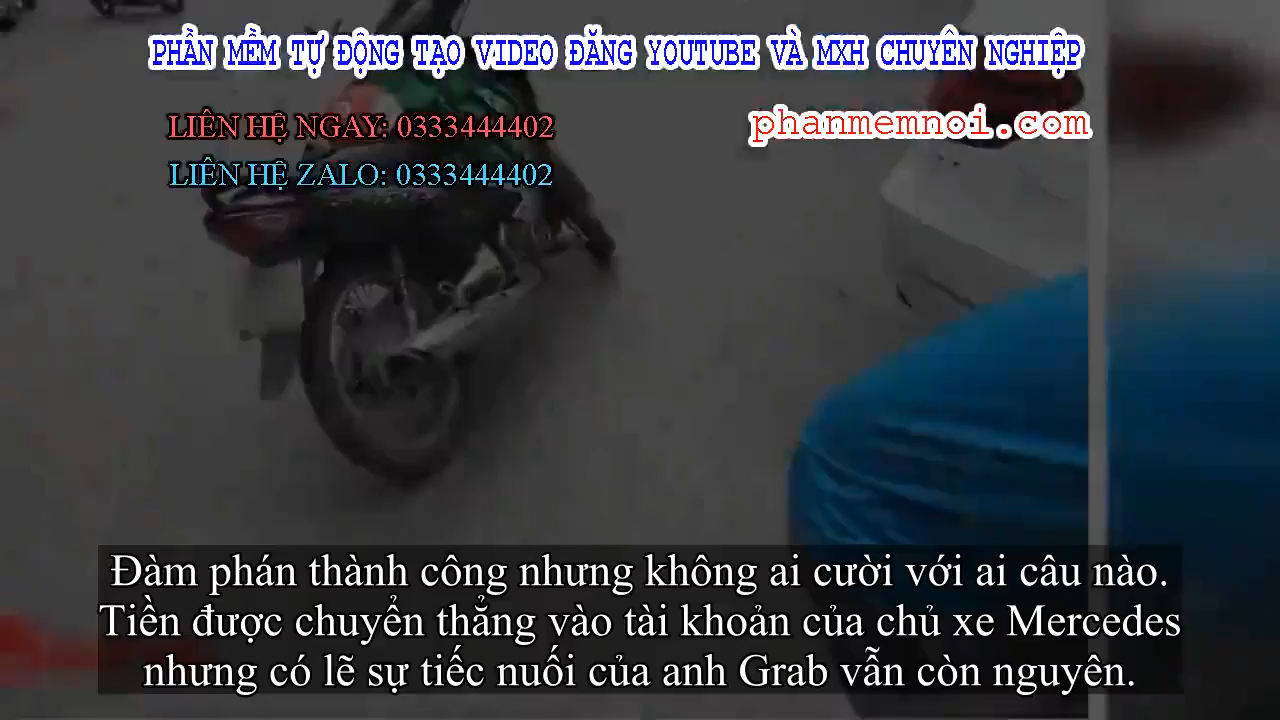 PHẦN MỀM TỰ ĐỘNG TẠO VIDEO ĐĂNG YOUTUBE VÀ MXH CHUYÊN NGHIỆP
LIÊN HỆ NGAY: 0333444402
phanmemnoi.com
LIÊN HỆ ZALO: 0333444402
Đàm phán thành công nhưng không ai cười với ai câu nào.
Tiền được chuyển thẳng vào tài khoản của chủ xe Mercedes
nhưng có lẽ sự tiếc nuối của anh Grab vẫn còn nguyên.